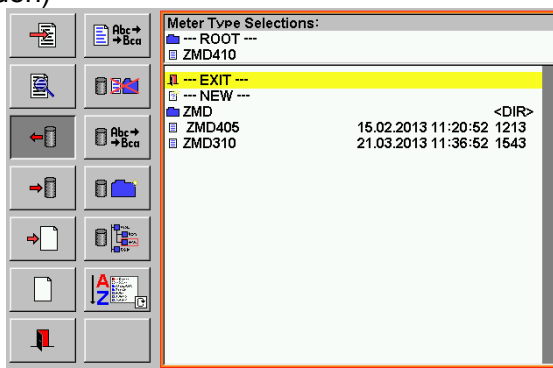 den)
Abc→
→Bca
Abc→
→Bca
A
Z
C
Meter Type Selections:
--- ROOT ---
ZMD410
--- EXIT ---
--- NEW ---
ZMD <DIR>
ZMD405 15.02.2013 11:20:52 1213
ZMD310 21.03.2013 11:36:52 1543